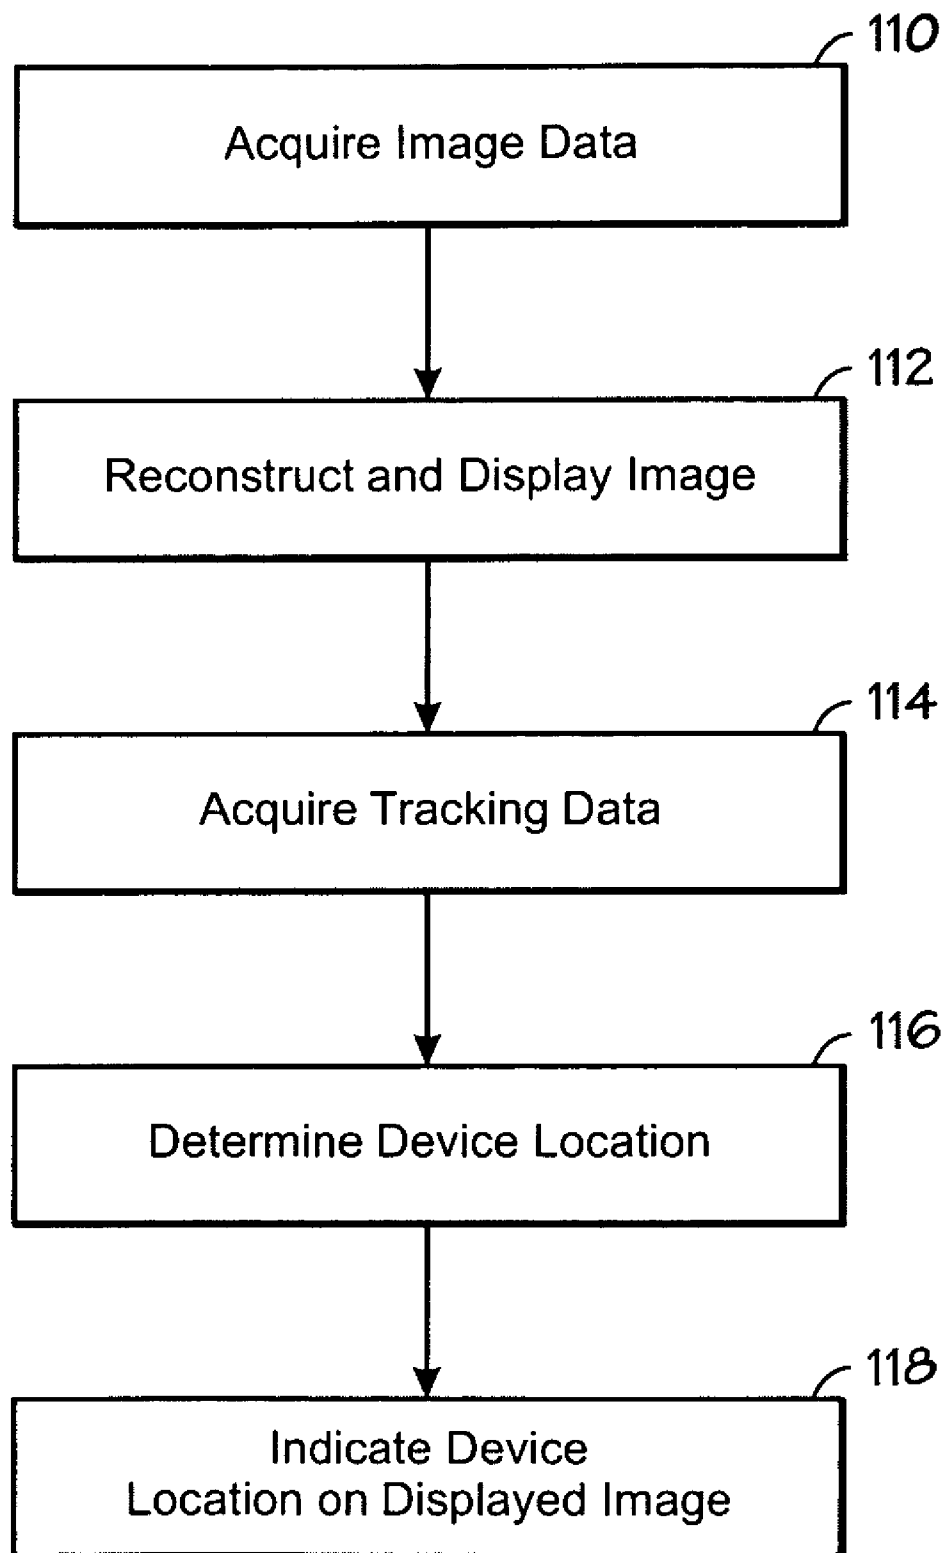 110
Acquire Image Data
112
Reconstruct and Display Image
114
Acquire Tracking Data
116
Determine Device Location
118
Indicate Device
Location on Displayed Image